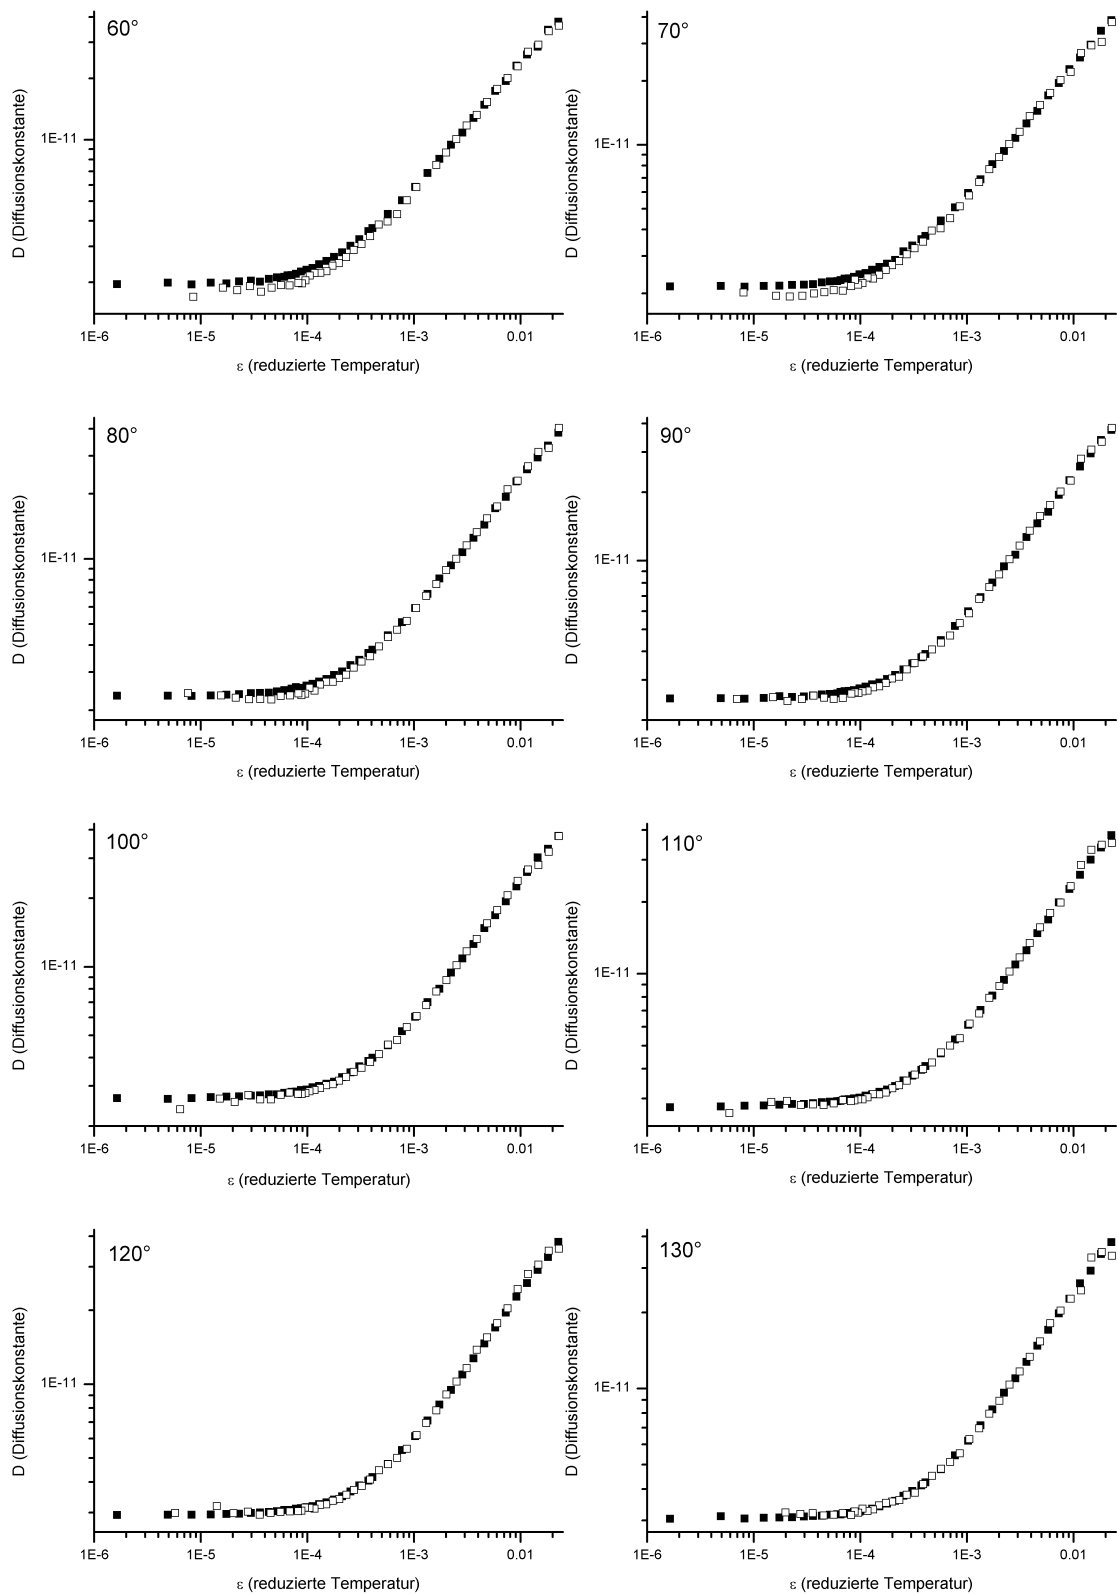 60°
D (Diffusionskonstante)
1E-11
1E-6 1E-5 1E-4 1E-3 0.01
ε (reduzierte Temperatur)
70°
D (Diffusionskonstante)
1E-11
1E-6 1E-5 1E-4 1E-3 0.01
ε (reduzierte Temperatur)
80°
D (Diffusionskonstante)
1E-11
1E-6 1E-5 1E-4 1E-3 0.01
ε (reduzierte Temperatur)
90°
D (Diffusionskonstante)
1E-11
1E-6 1E-5 1E-4 1E-3 0.01
ε (reduzierte Temperatur)
100°
D (Diffusionskonstante)
1E-11
1E-6 1E-5 1E-4 1E-3 0.01
ε (reduzierte Temperatur)
110°
D (Diffusionskonstante)
1E-11
1E-6 1E-5 1E-4 1E-3 0.01
ε (reduzierte Temperatur)
120°
D (Diffusionskonstante)
1E-11
1E-6 1E-5 1E-4 1E-3 0.01
ε (reduzierte Temperatur)
130°
D (Diffusionskonstante)
1E-11
1E-6 1E-5 1E-4 1E-3 0.01
ε (reduzierte Temperatur)